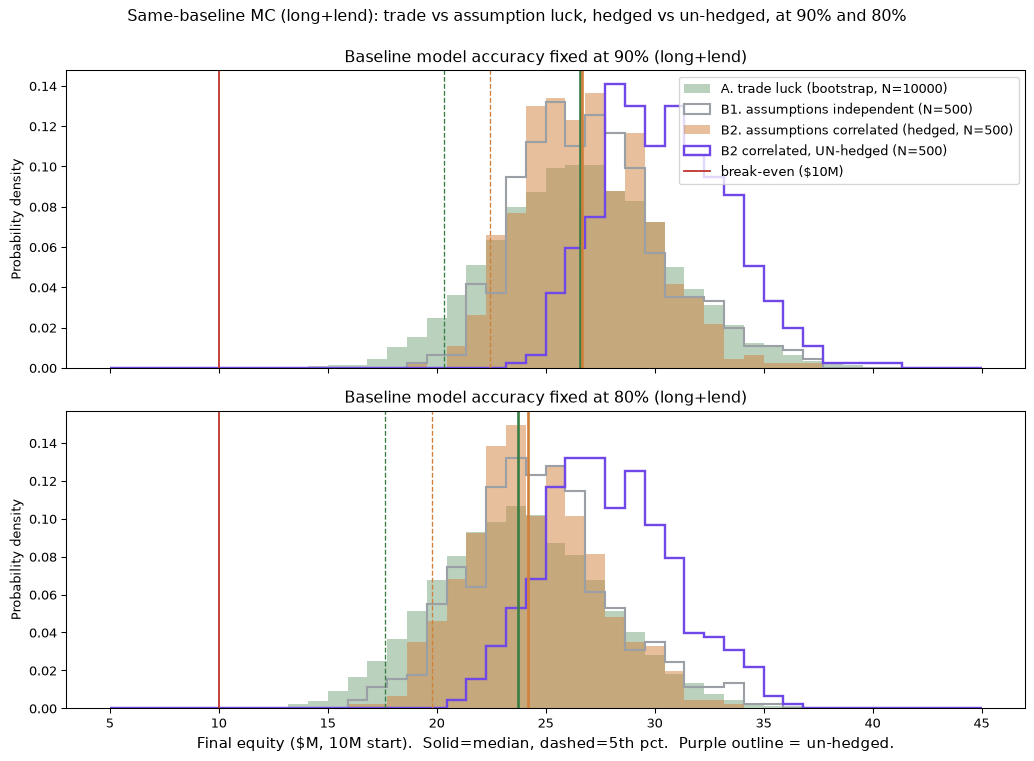 Same-baseline MC (long+lend): trade vs assumption luck, hedged vs un-hedged, at 90% and 80%
Baseline model accuracy fixed at 90% (long+lend)
A. trade luck (bootstrap, N=10000)
B1. assumptions independent (N=500)
B2. assumptions correlated (hedged, N=500)
B2 correlated, UN-hedged (N=500)
break-even ($10M)
Probability density
0.14
0.12
0.10
0.08
0.06
0.04
0.02
0.00
Baseline model accuracy fixed at 80% (long+lend)
Probability density
0.14
0.12
0.10
0.08
0.06
0.04
0.02
0.00
5 10 15 20 25 30 35 40 45
Final equity ($M, 10M start).  Solid=median, dashed=5th pct.  Purple outline = un-hedged.